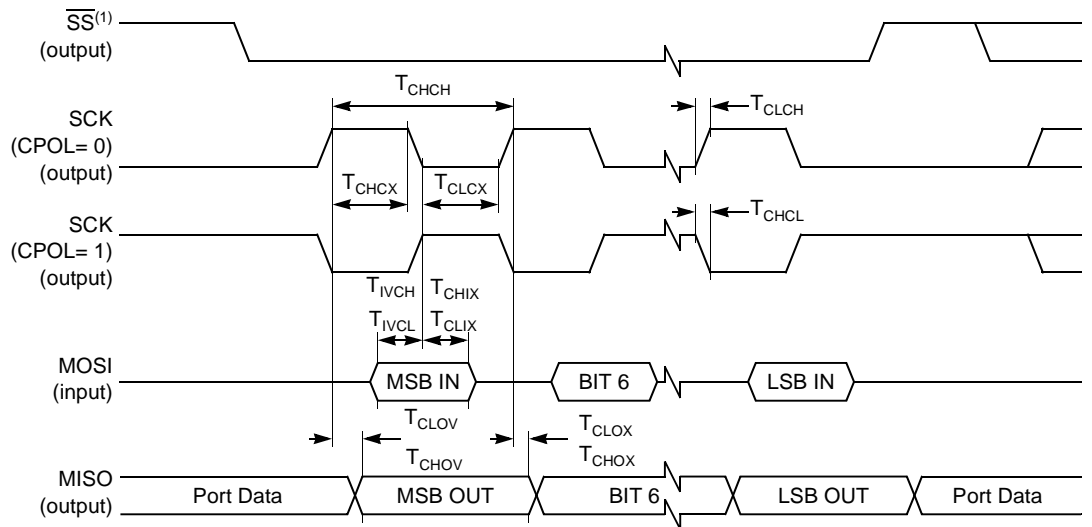 SS(1)
(output)
TCHCH
TCLCH
SCK
(CPOL= 0)
(output)
TCHCX
TCLCX
TCHCL
SCK
(CPOL= 1)
(output)
TIVCH
TCHIX
TIVCL
TCLIX
MOSI
(input)
MSB IN
BIT 6
LSB IN
TCLOV
TCLOX
TCHOV
TCHOX
MISO
(output)
Port Data
MSB OUT
BIT 6
LSB OUT
Port Data